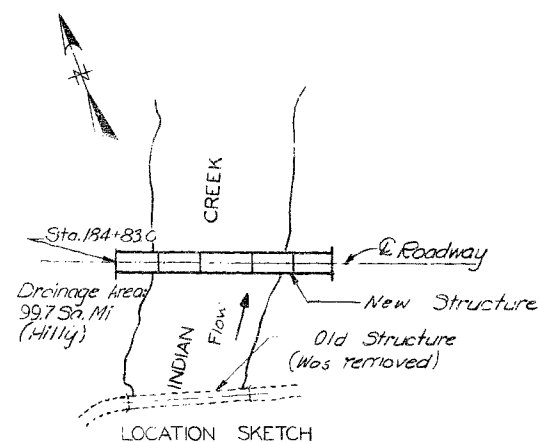 N
CREEK
Sta. 184+83.0
℄ Roadway
Drainage Area:
99.7 Sq. Mi
(Hilly)
New Structure
Flow
INDIAN
Old Structure
(Was removed)
LOCATION SKETCH